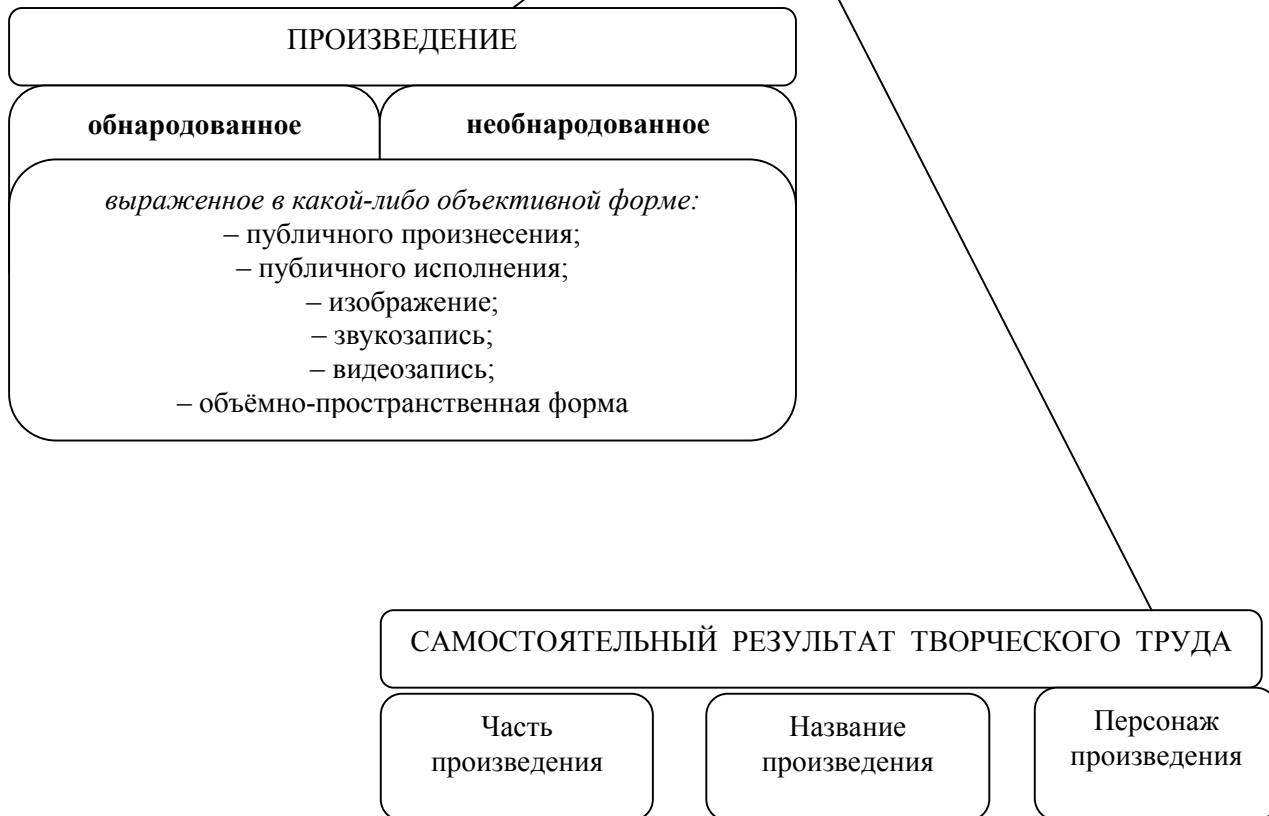 ПРОИЗВЕДЕНИЕ
обнародованное
необнародованное
выраженное в какой-либо объективной форме:
– публичного произнесения;
– публичного исполнения;
– изображение;
– звукозапись;
– видеозапись;
– объёмно-пространственная форма
САМОСТОЯТЕЛЬНЫЙ РЕЗУЛЬТАТ ТВОРЧЕСКОГО ТРУДА
Часть
произведения
Название
произведения
Персонаж
произведения